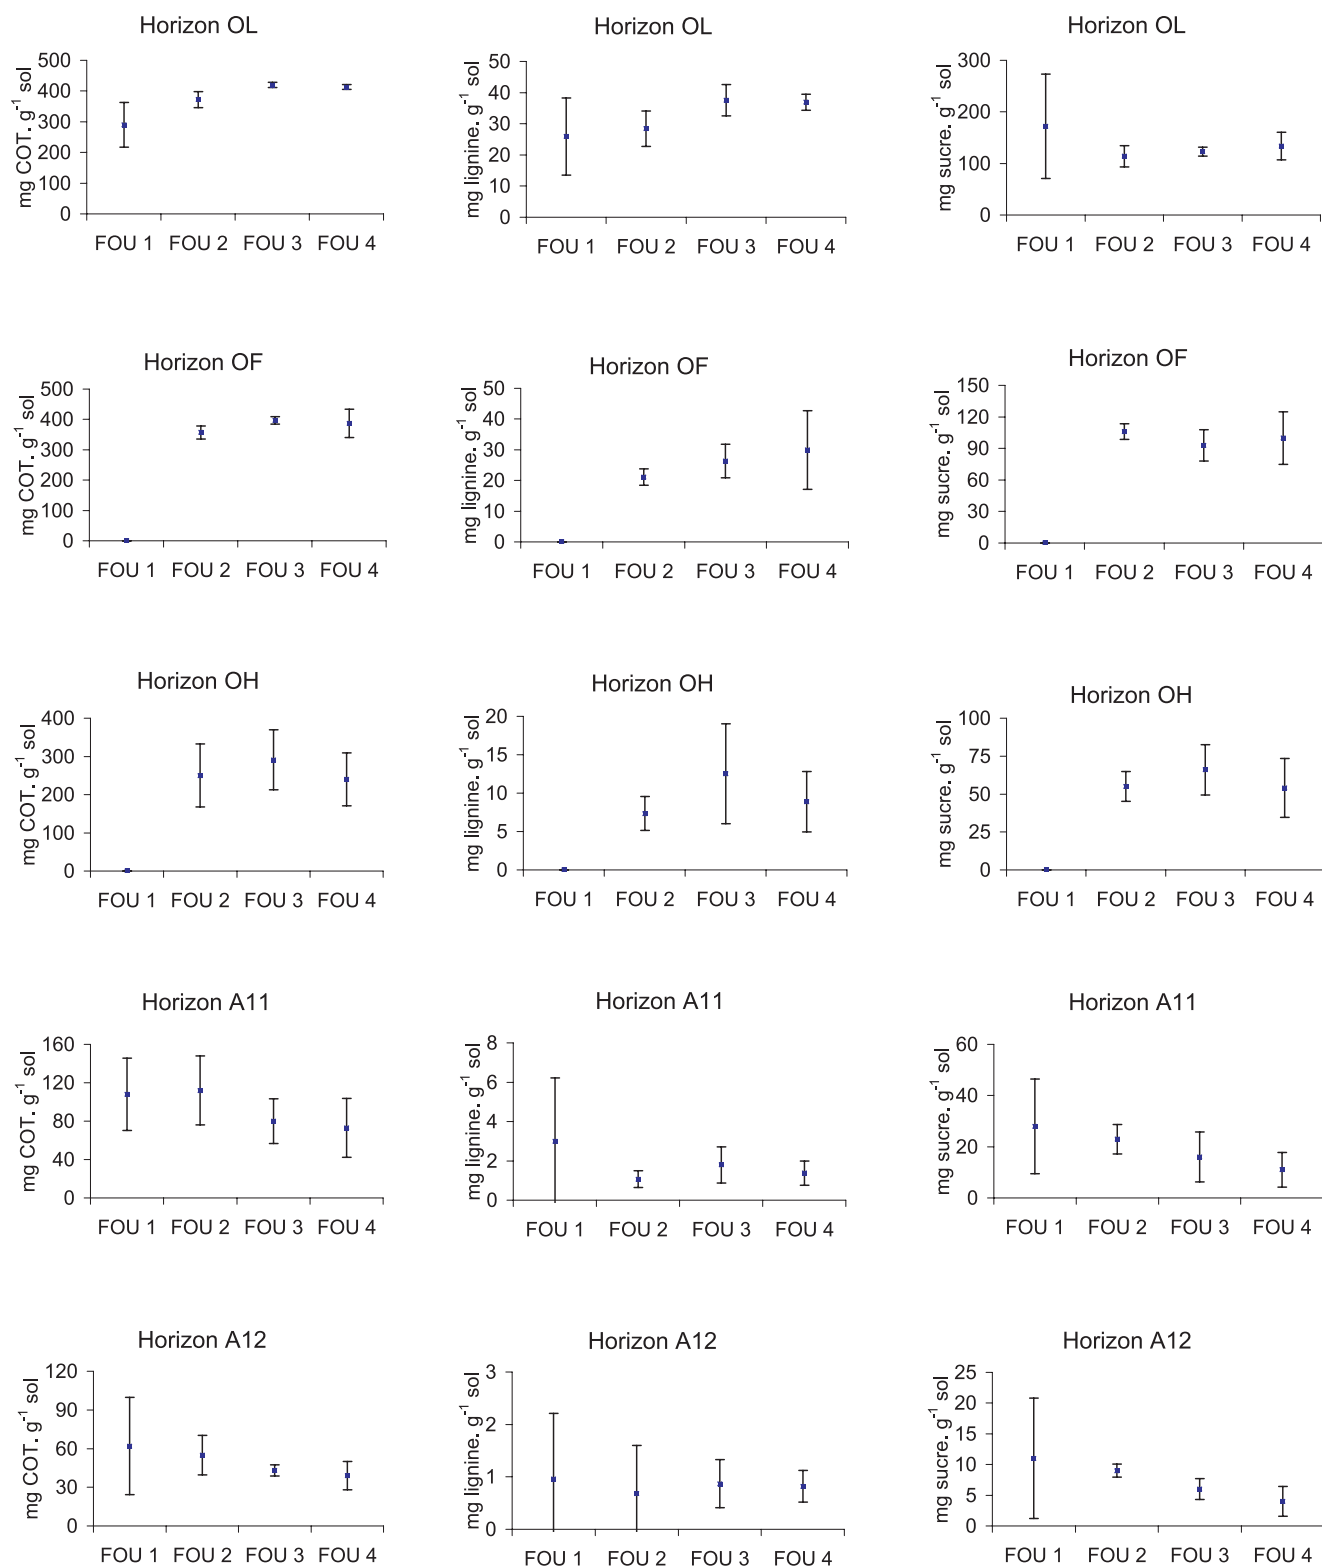 Horizon OL
mg COT. g⁻¹ sol
500
400
300
200
100
0
FOU 1 FOU 2 FOU 3 FOU 4
Horizon OL
mg lignine. g⁻¹ sol
50
40
30
20
10
0
FOU 1 FOU 2 FOU 3 FOU 4
Horizon OL
mg sucre. g⁻¹ sol
300
200
100
0
FOU 1 FOU 2 FOU 3 FOU 4
Horizon OF
mg COT. g⁻¹ sol
500
400
300
200
100
0
FOU 1 FOU 2 FOU 3 FOU 4
Horizon OF
mg lignine. g⁻¹ sol
50
40
30
20
10
0
FOU 1 FOU 2 FOU 3 FOU 4
Horizon OF
mg sucre. g⁻¹ sol
150
120
90
60
30
0
FOU 1 FOU 2 FOU 3 FOU 4
Horizon OH
mg COT. g⁻¹ sol
400
300
200
100
0
FOU 1 FOU 2 FOU 3 FOU 4
Horizon OH
mg lignine. g⁻¹ sol
20
15
10
5
0
FOU 1 FOU 2 FOU 3 FOU 4
Horizon OH
mg sucre. g⁻¹ sol
100
75
50
25
0
FOU 1 FOU 2 FOU 3 FOU 4
Horizon A11
mg COT. g⁻¹ sol
160
120
80
40
0
FOU 1 FOU 2 FOU 3 FOU 4
Horizon A11
mg lignine. g⁻¹ sol
8
6
4
2
0
FOU 1 FOU 2 FOU 3 FOU 4
Horizon A11
mg sucre. g⁻¹ sol
60
40
20
0
FOU 1 FOU 2 FOU 3 FOU 4
Horizon A12
mg COT. g⁻¹ sol
120
90
60
30
0
FOU 1 FOU 2 FOU 3 FOU 4
Horizon A12
mg lignine. g⁻¹ sol
3
2
1
0
FOU 1 FOU 2 FOU 3 FOU 4
Horizon A12
mg sucre. g⁻¹ sol
25
20
15
10
5
0
FOU 1 FOU 2 FOU 3 FOU 4